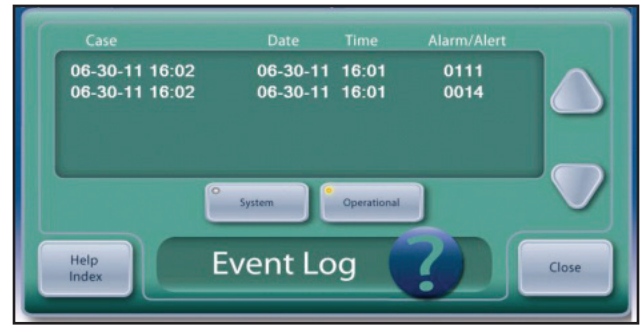 Case Date Time Alarm/Alert
06-30-11 16:02 06-30-11 16:01 0111
06-30-11 16:02 06-30-11 16:01 0014
System Operational
Help
Index
Event Log ?
Close